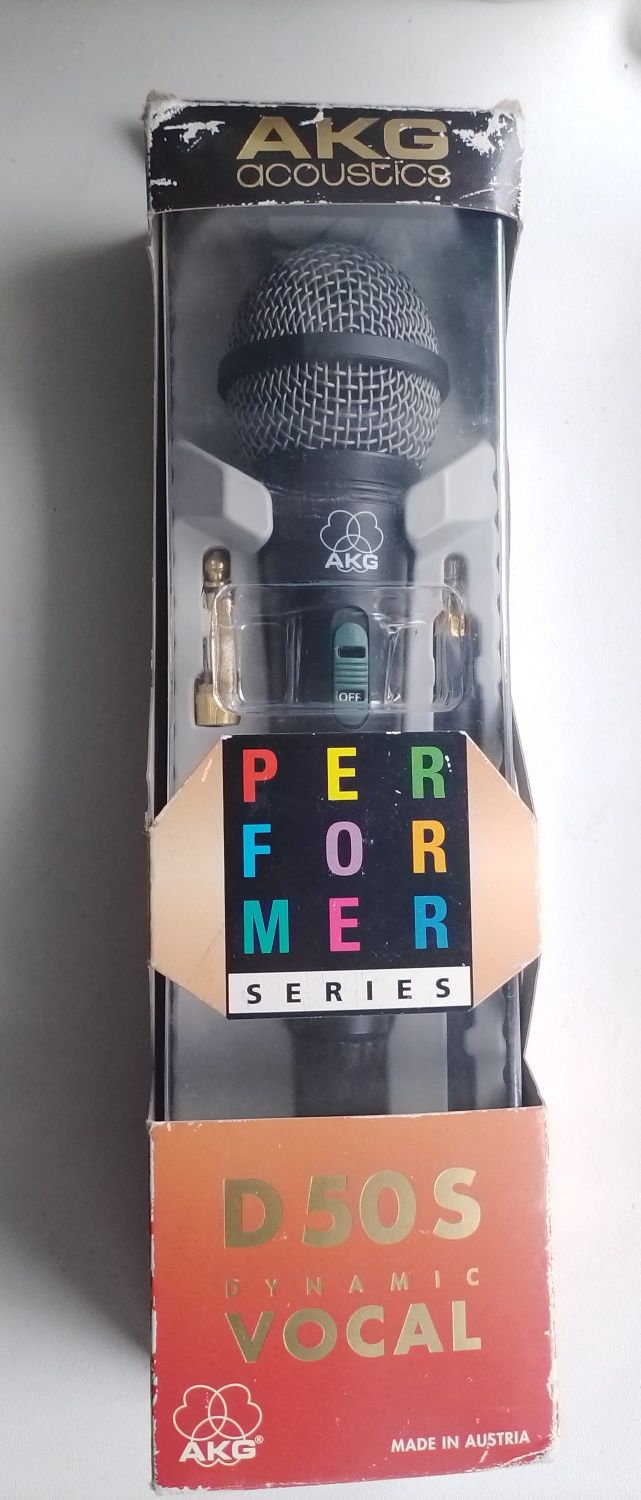 AKG
acoustics
AKG
OFF
PER
FOR
MER
SERIES
D50S
DYNAMIC
VOCAL
AKG®
MADE IN AUSTRIA